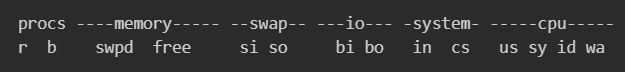 procs ----memory----- --swap-- ---io--- -system- -----cpu-----
r b swpd free si so bi bo in cs us sy id wa